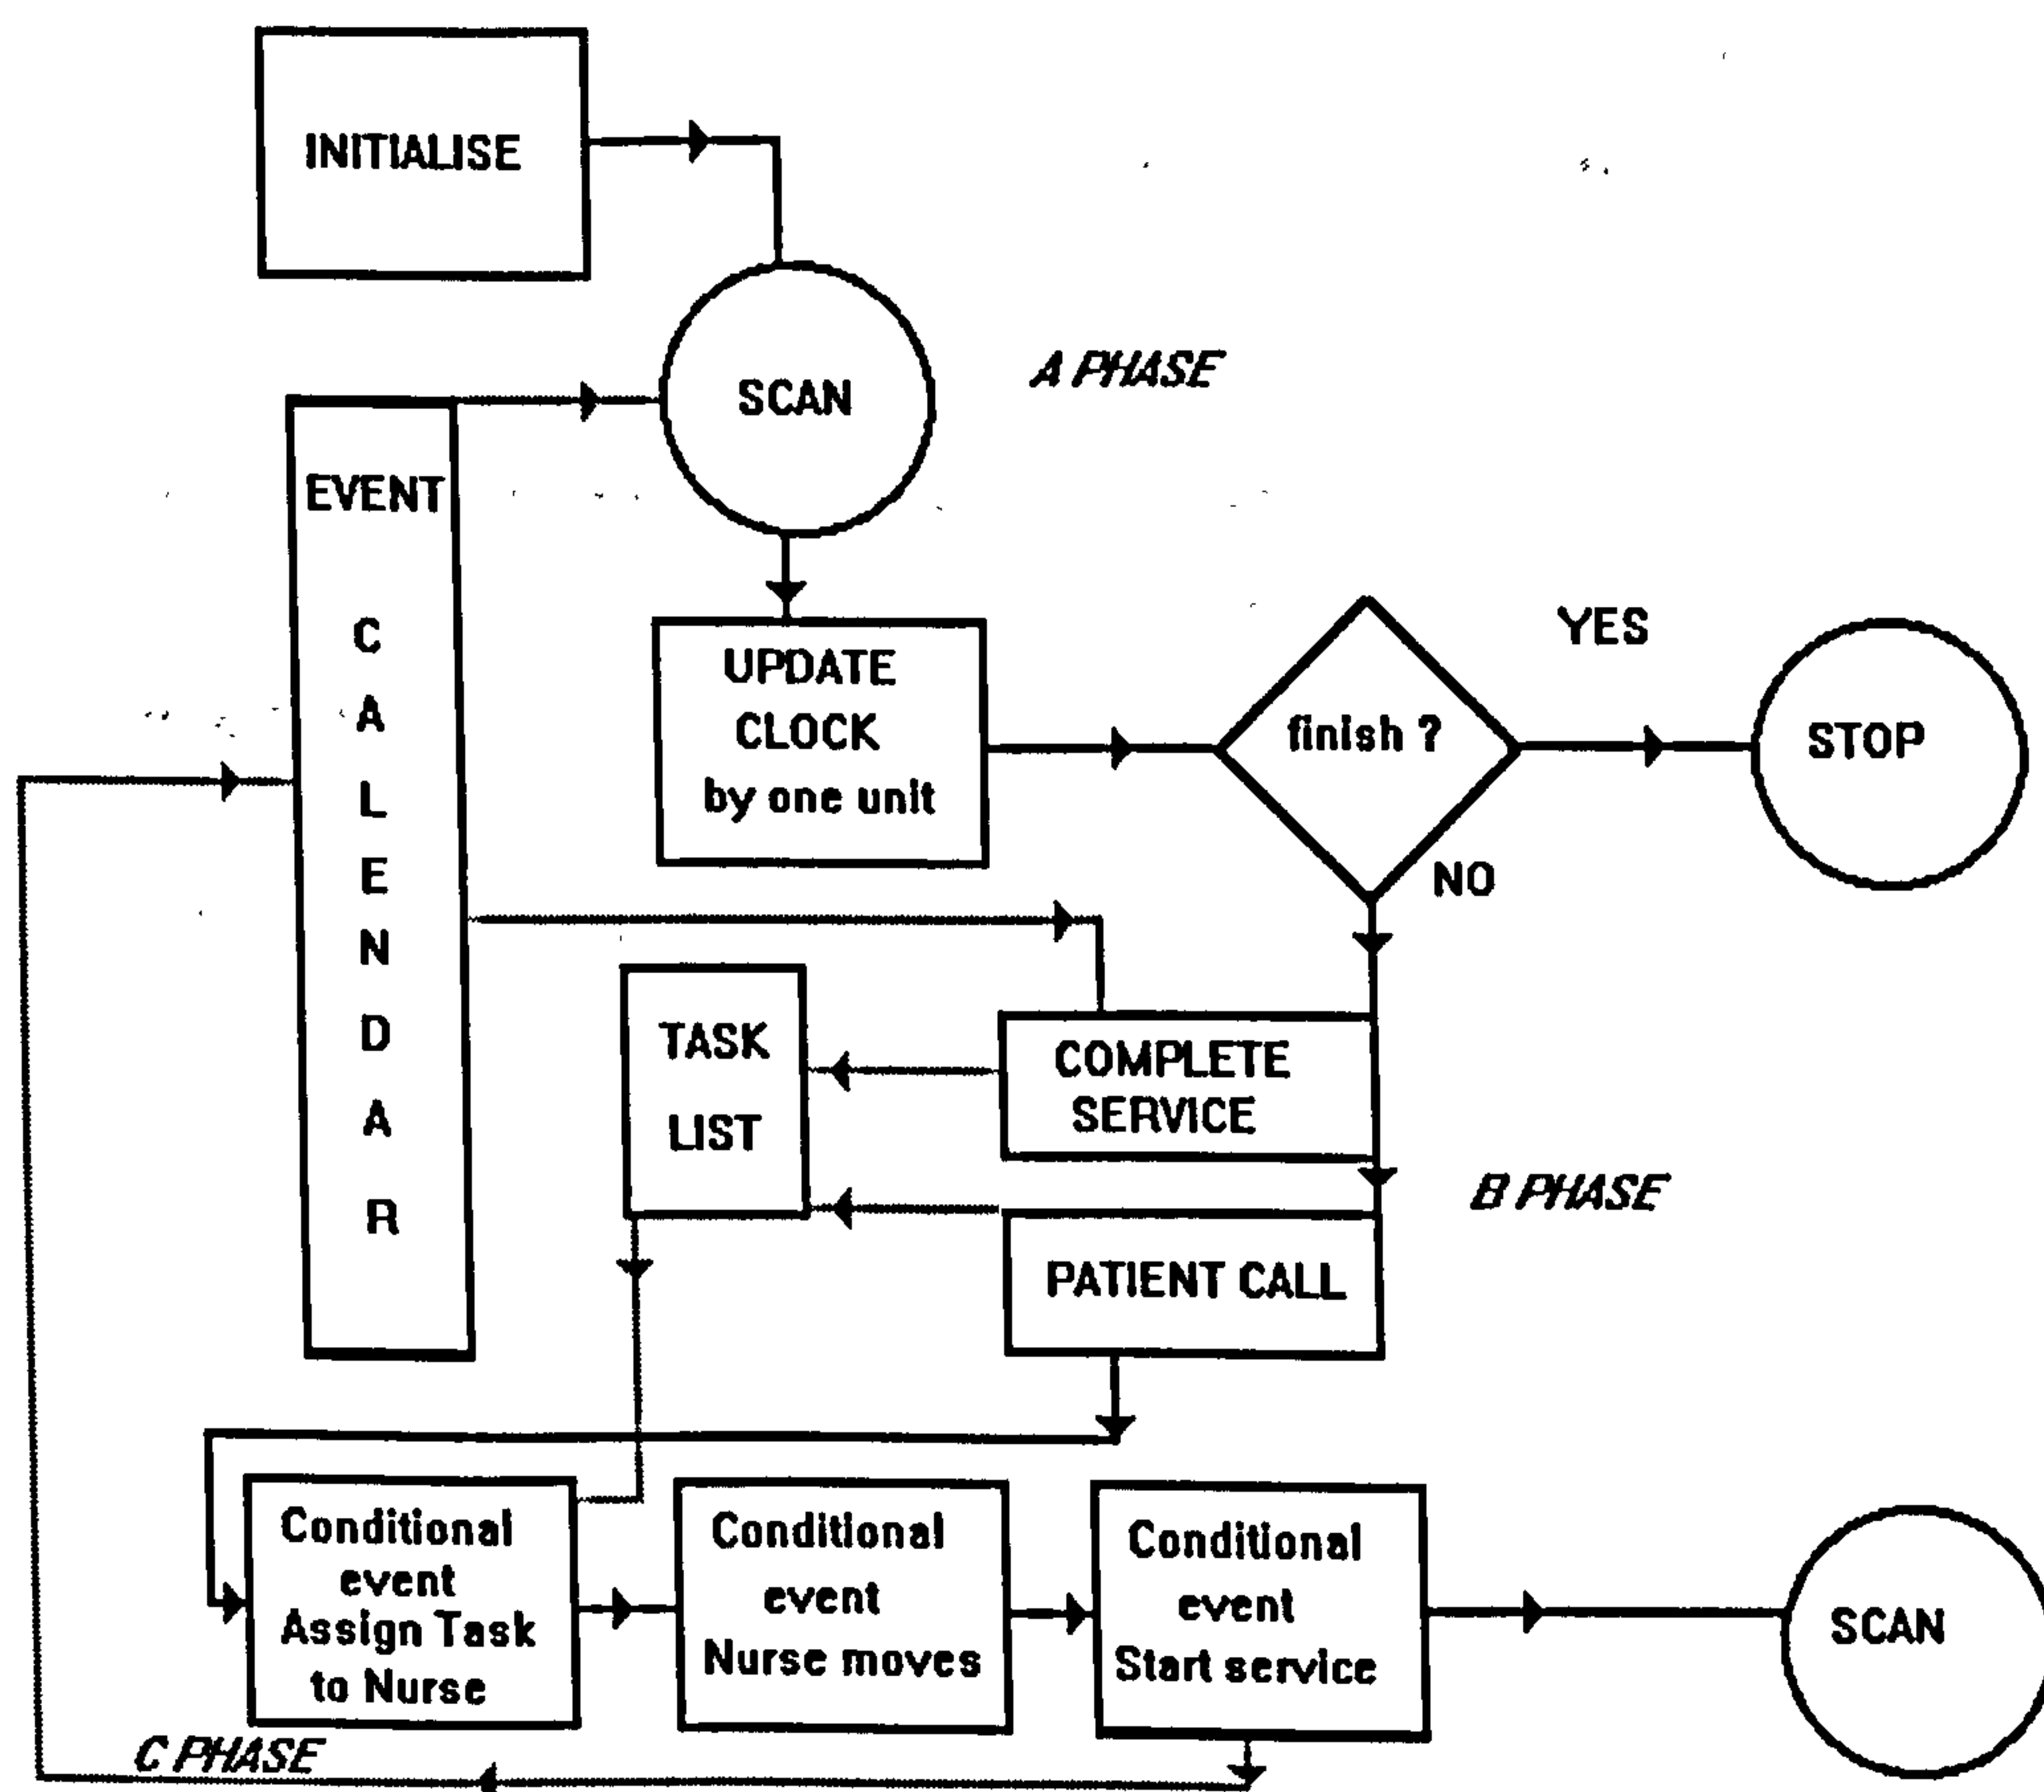 INITIALISE
SCAN
A PHASE
EVENT
C
A
L
E
N
D
A
R
UPDATE
CLOCK
by one unit
finish ?
YES
STOP
NO
TASK
LIST
COMPLETE
SERVICE
B PHASE
PATIENT CALL
Conditional
event
Assign Task
to Nurse
Conditional
event
Nurse moves
Conditional
event
Start service
SCAN
C PHASE